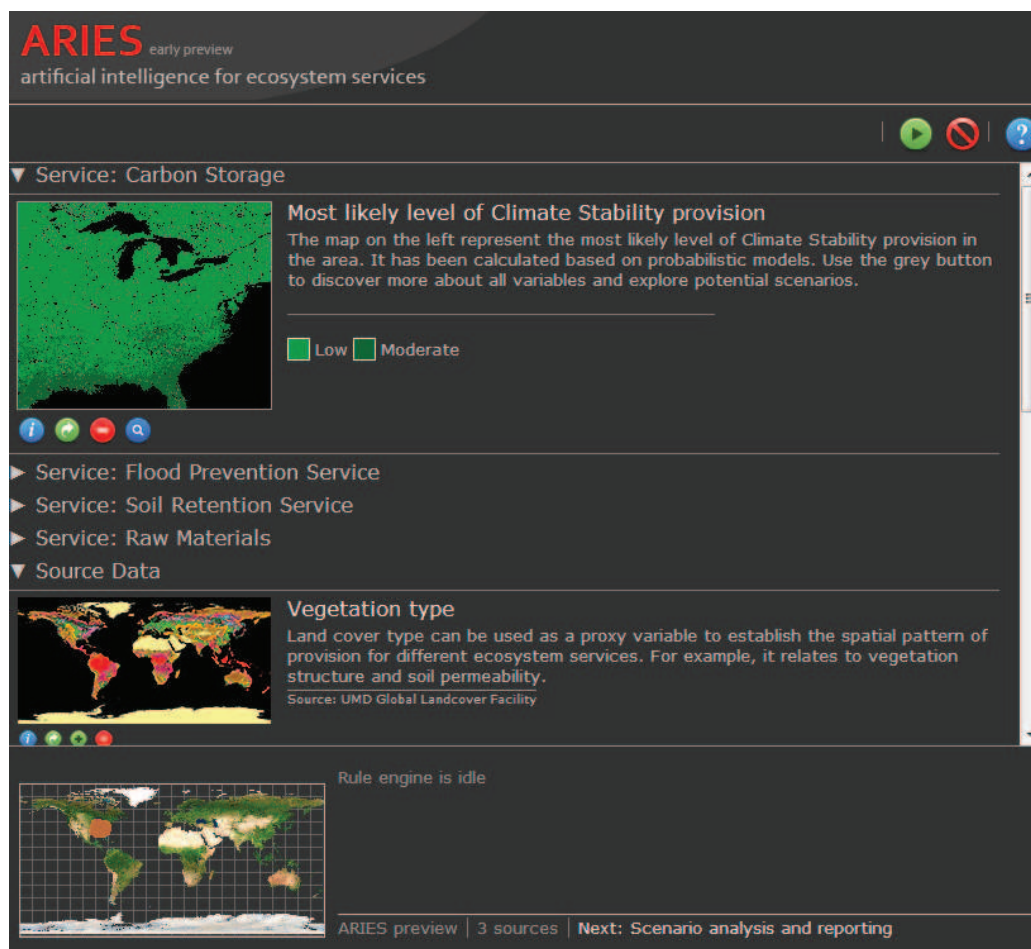 ARIES early preview
artificial intelligence for ecosystem services
Service: Carbon Storage
Most likely level of Climate Stability provision
The map on the left represent the most likely level of Climate Stability provision in
the area. It has been calculated based on probabilistic models. Use the grey button
to discover more about all variables and explore potential scenarios.
Low Moderate
Service: Flood Prevention Service
Service: Soil Retention Service
Service: Raw Materials
Source Data
Vegetation type
Land cover type can be used as a proxy variable to establish the spatial pattern of
provision for different ecosystem services. For example, it relates to vegetation
structure and soil permeability.
Source: UMD Global Landcover Facility
Rule engine is idle
ARIES preview | 3 sources | Next: Scenario analysis and reporting